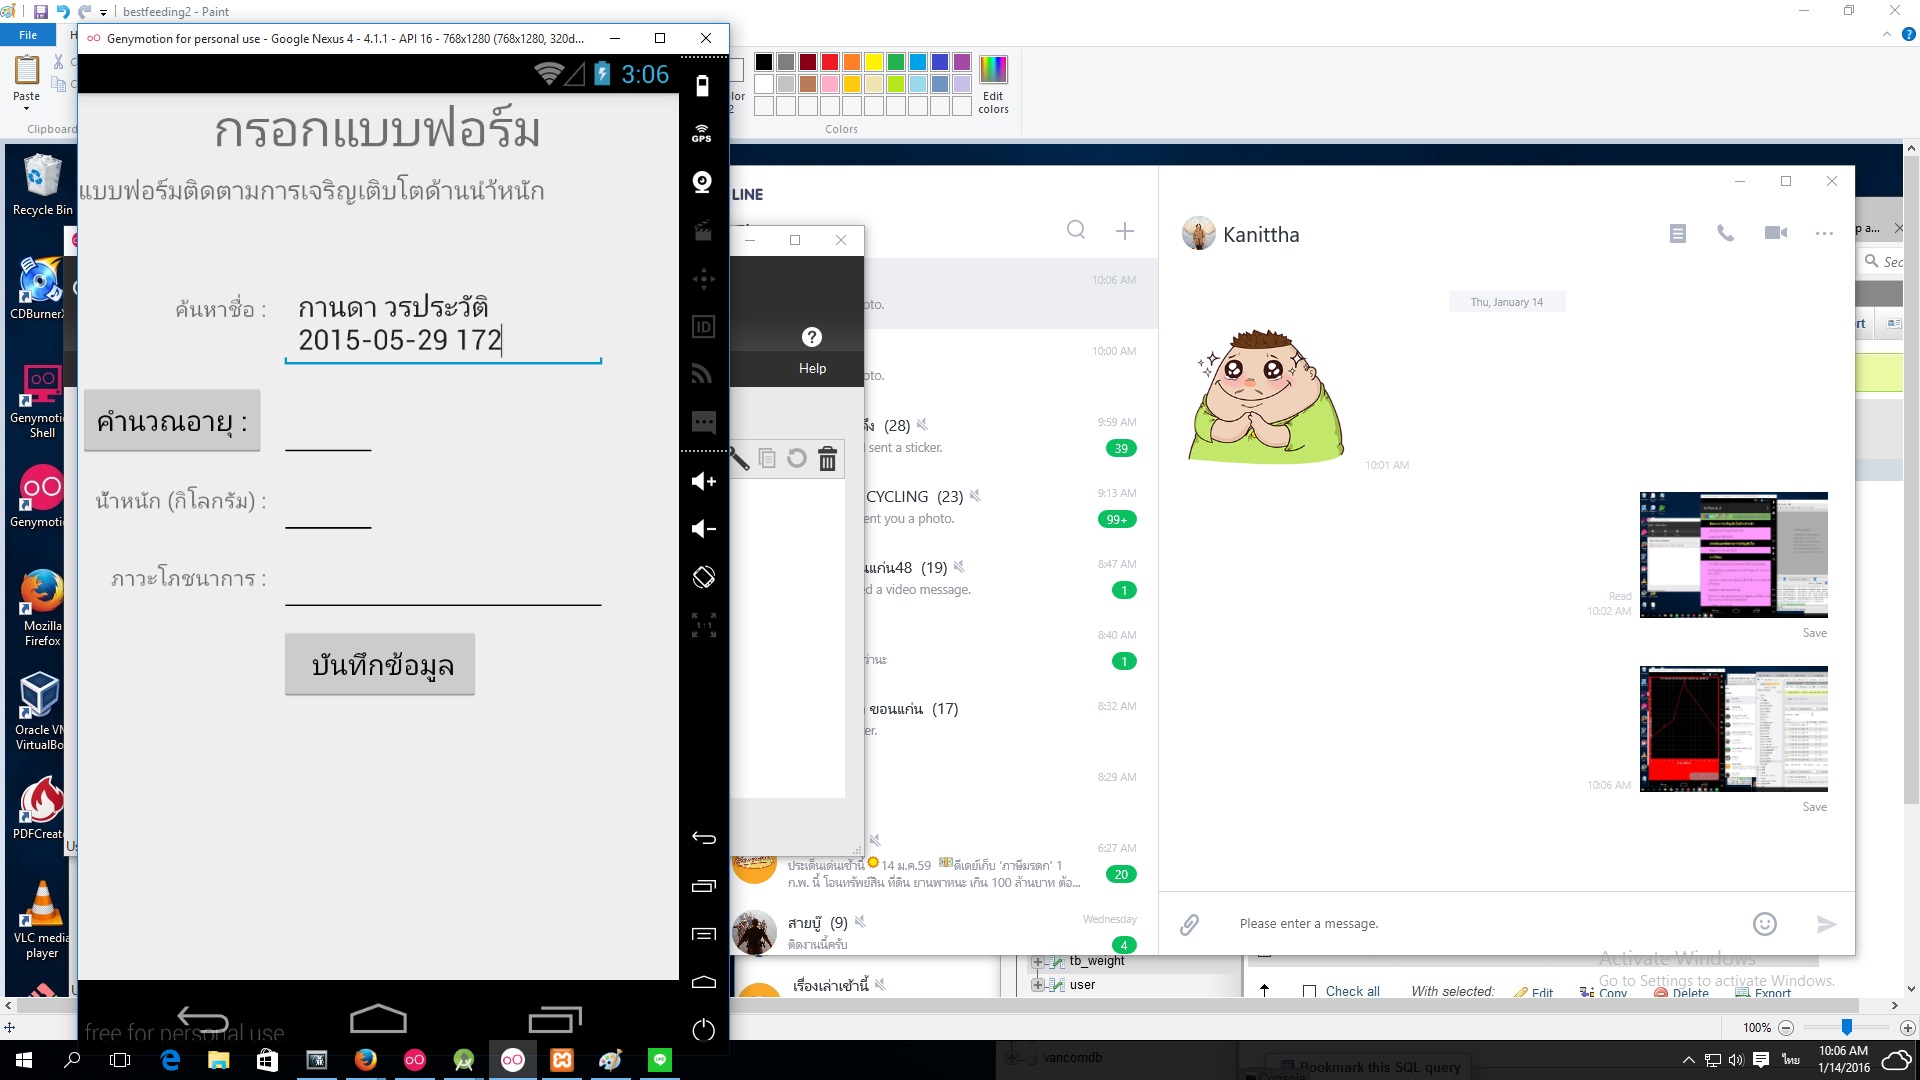 bestfeeding2 - Paint
File
Genymotion for personal use - Google Nexus 4 - 4.1.1 - API 16 - 768x1280 (768x1280, 320d...
Paste
Clipboard
Edit
colors
Colors
3:06
กรอกแบบฟอร์ม
แบบฟอร์มติดตามการเจริญเติบโตด้านน้ำหนัก
ค้นหาชื่อ :
กานดา วรประวัติ
2015-05-29 172
คำนวณอายุ :
น้ำหนัก (กิโลกรัม) :
ภาวะโภชนาการ :
บันทึกข้อมูล
free for personal use
GPS
ID
1:1
Recycle Bin
Genymotion
Shell
Mozilla
Firefox
Oracle VM
VirtualBo
PDFCreat
VLC media
player
Help
LINE
10:06 AM
oto.
10:00 AM
oto.
(28)
9:59 AM
sent a sticker.
39
CYCLING (23)
9:13 AM
ent you a photo.
99+
นแก่น48 (19)
8:47 AM
ed a video message.
1
8:40 AM
ว่านะ
1
ขอนแก่น (17)
8:32 AM
er.
8:29 AM
6:27 AM
ประเด็นเด่นเช้านี้ 14 ม.ค.59 ดีเดย์เก็บ ‘ภาษีมรดก’ 1
ก.พ. นี้ โอนทรัพย์สิน ที่ดิน ยานพาหนะ เกิน 100 ล้านบาท ต้อ...
20
สายบู๊ (9)
Wednesday
ติดงานนี้ครับ
4
เรื่องเล่าเช้านี้
Kanittha
Thu, January 14
10:01 AM
Read
10:02 AM
Save
10:06 AM
Save
Please enter a message.
Activate Windows
Go to Settings to activate Windows.
tb_weight
user
Check all
With selected:
Edit
Copy
Delete
Export
100%
vancomdb
Bookmark this SQL query
Console
ไทย
10:06 AM
1/14/2016